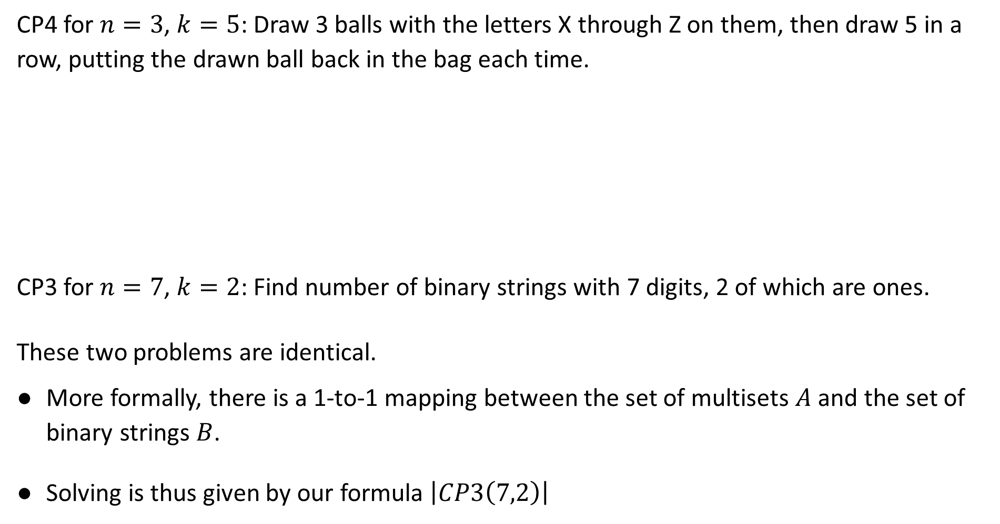 CP4 for n = 3, k = 5: Draw 3 balls with the letters X through Z on them, then draw 5 in a
row, putting the drawn ball back in the bag each time.
CP3 for n = 7, k = 2: Find number of binary strings with 7 digits, 2 of which are ones.
These two problems are identical.
● More formally, there is a 1-to-1 mapping between the set of multisets A and the set of
binary strings B.
● Solving is thus given by our formula |CP3(7,2)|